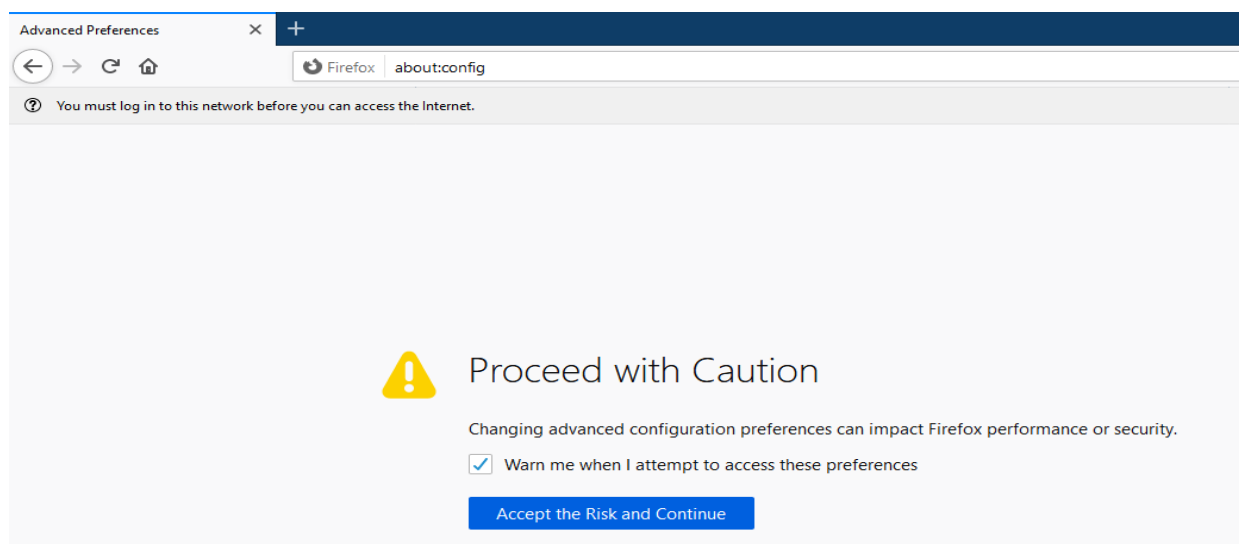 Advanced Preferences
Firefox about:config
You must log in to this network before you can access the Internet.
Proceed with Caution
Changing advanced configuration preferences can impact Firefox performance or security.
Warn me when I attempt to access these preferences
Accept the Risk and Continue